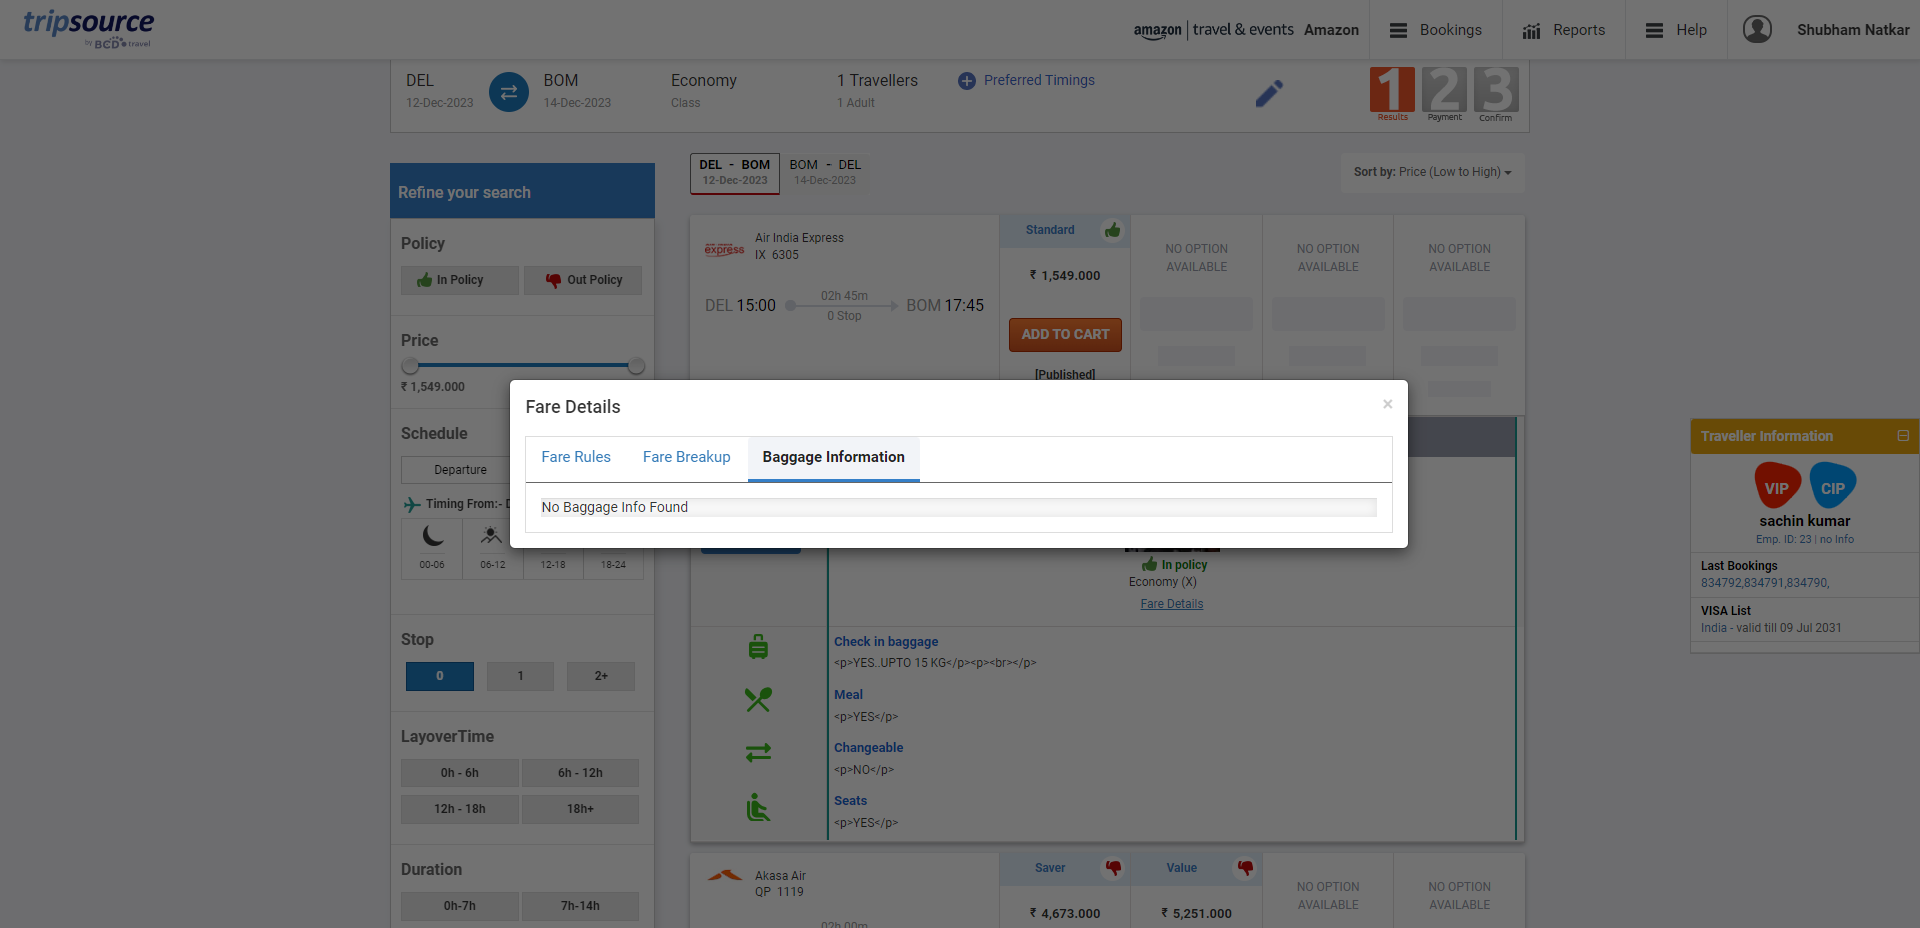 tripsource
by BCD travel
amazon | travel & events Amazon
Bookings
Reports
Help
Shubham Natkar
DEL
12-Dec-2023
BOM
14-Dec-2023
Economy
Class
1 Travellers
1 Adult
Preferred Timings
1 2 3
Results Payment Confirm
Refine your search
Policy
In Policy
Out Policy
Price
₹ 1,549.000
Schedule
Departure
Timing From:- D
00-06
06-12
12-18
18-24
Stop
0
1
2+
LayoverTime
0h - 6h
6h - 12h
12h - 18h
18h+
Duration
0h-7h
7h-14h
DEL - BOM
12-Dec-2023
BOM - DEL
14-Dec-2023
Sort by: Price (Low to High)
express
Air India Express
IX 6305
DEL 15:00
02h 45m
0 Stop
BOM 17:45
Standard
₹ 1,549.000
ADD TO CART
[Published]
NO OPTION
AVAILABLE
NO OPTION
AVAILABLE
NO OPTION
AVAILABLE
Fare Details
×
Fare Rules
Fare Breakup
Baggage Information
No Baggage Info Found
In policy
Economy (X)
Fare Details
Check in baggage
<p>YES..UPTO 15 KG</p><p><br></p>
Meal
<p>YES</p>
Changeable
<p>NO</p>
Seats
<p>YES</p>
Akasa Air
QP 1119
02h 00m
Saver
₹ 4,673.000
Value
₹ 5,251.000
NO OPTION
AVAILABLE
NO OPTION
AVAILABLE
Traveller Information
VIP
CIP
sachin kumar
Emp. ID: 23 | no Info
Last Bookings
834792,834791,834790,
VISA List
India - valid till 09 Jul 2031